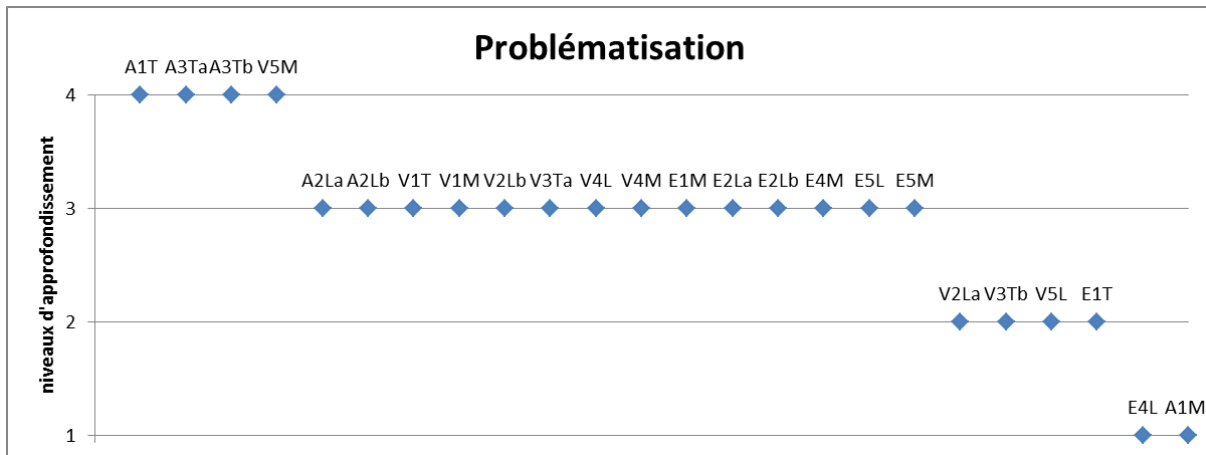 Problématisation
A1T A3Ta A3Tb V5M
4
A2La A2Lb V1T V1M V2Lb V3Ta V4L V4M E1M E2La E2Lb E4M E5L E5M
3
V2La V3Tb V5L E1T
2
E4L A1M
1
niveaux d'approfondissement